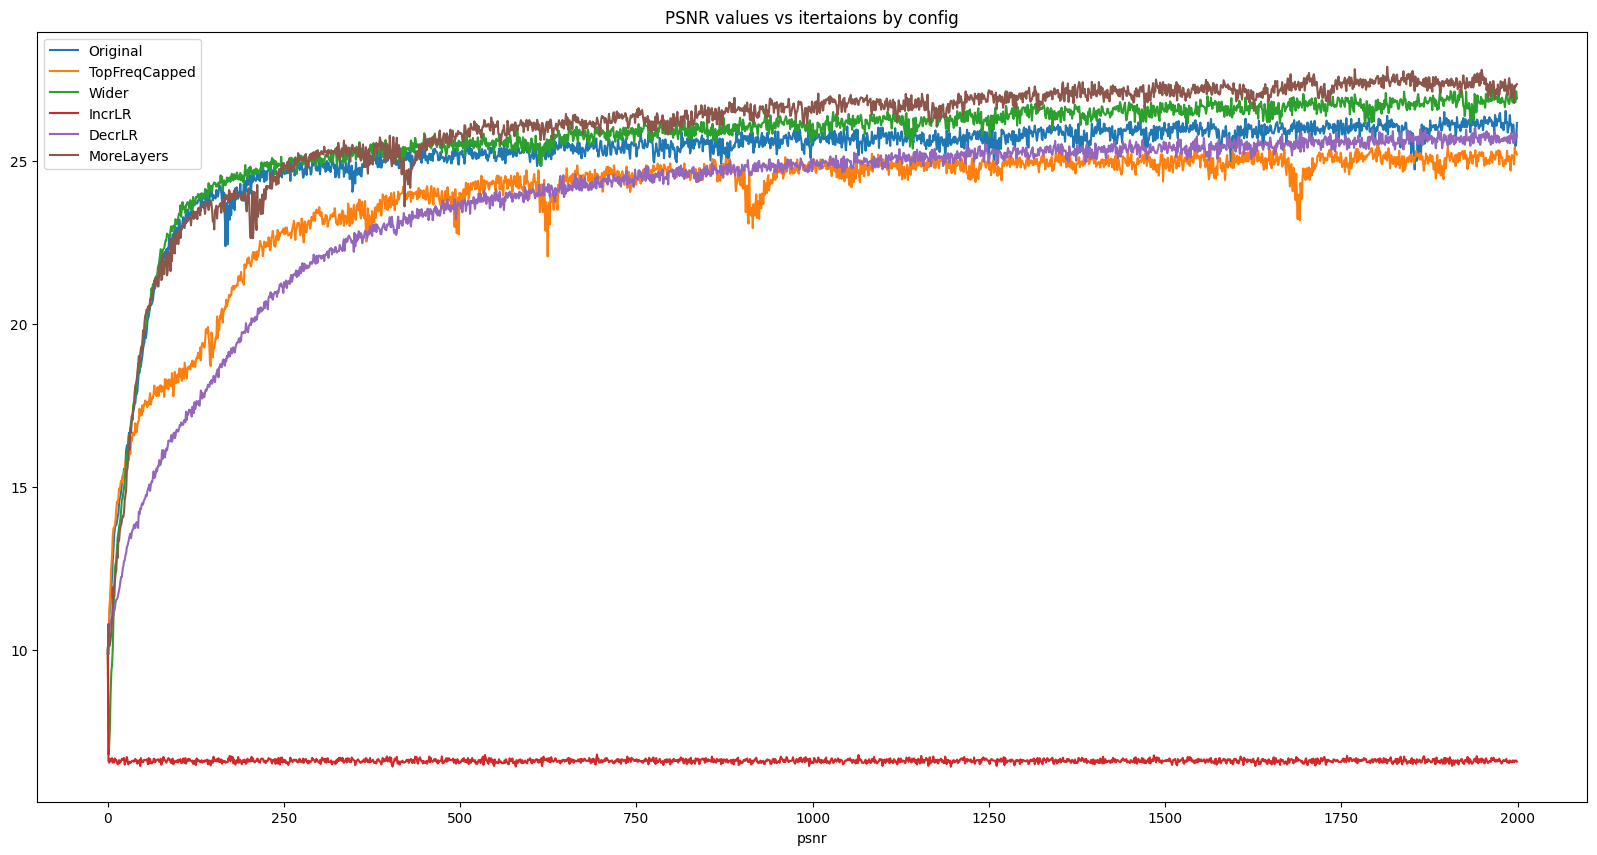 PSNR values vs itertaions by config
Original
TopFreqCapped
Wider
IncrLR
DecrLR
MoreLayers
25
20
15
10
0 250 500 750 1000 1250 1500 1750 2000
psnr